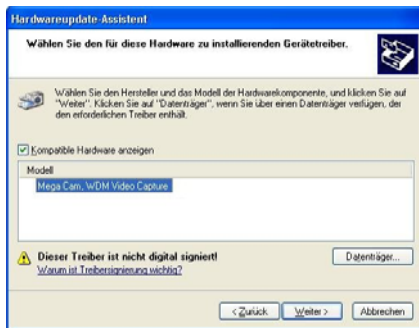 Hardwareupdate-Assistent
Wählen Sie den für diese Hardware zu installierenden Gerätetreiber.
Wählen Sie den Hersteller und das Modell der Hardwarekomponente, und klicken Sie auf
"Weiter". Klicken Sie auf "Datenträger", wenn Sie über einen Datenträger verfügen, der
den erforderlichen Treiber enthält.
Kompatible Hardware anzeigen
Modell
Mega Cam, WDM Video Capture
Dieser Treiber ist nicht digital signiert!
Warum ist Treibersignierung wichtig?
Datenträger...
< Zurück
Weiter >
Abbrechen